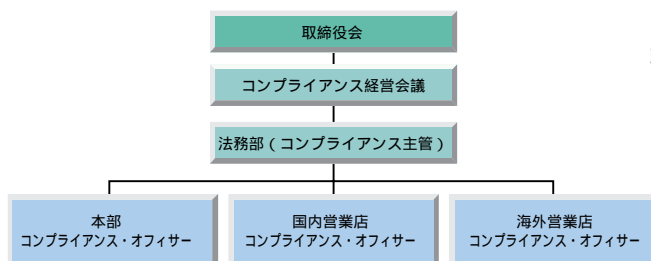 取締役会
コンプライアンス経営会議
法務部（コンプライアンス主管）
本部
コンプライアンス・オフィサー
国内営業店
コンプライアンス・オフィサー
海外営業店
コンプライアンス・オフィサー